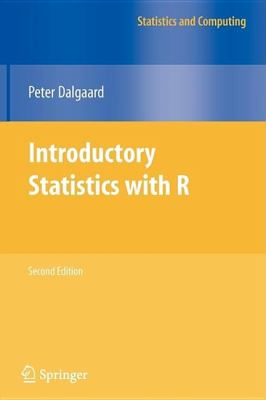 Statistics and Computing
Peter Dalgaard
Introductory
Statistics with R
Second Edition
Springer